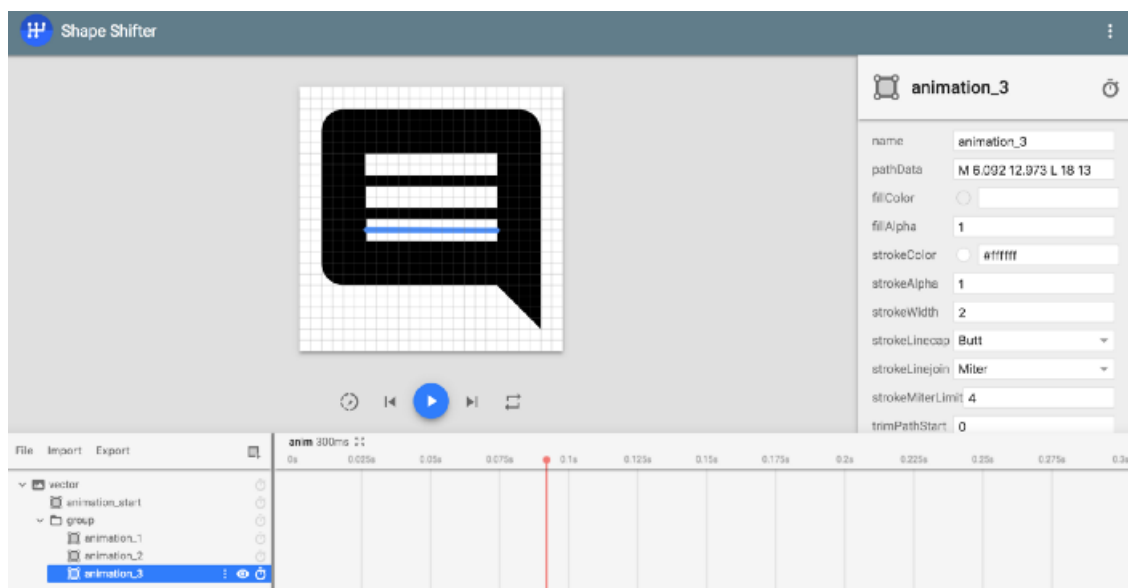 Shape Shifter
animation_3
name animation_3
pathData M 6.092 12.973 L 18 13
fillColor
fillAlpha 1
strokeColor #ffffff
strokeAlpha 1
strokeWidth 2
strokeLinecap Butt
strokeLinejoin Miter
strokeMiterLimit 4
trimPathStart 0
File Import Export
anim 300ms
0s 0.025s 0.05s 0.075s 0.1s 0.125s 0.15s 0.175s 0.2s 0.225s 0.25s 0.275s 0.3s
vector
animation_start
group
animation_1
animation_2
animation_3